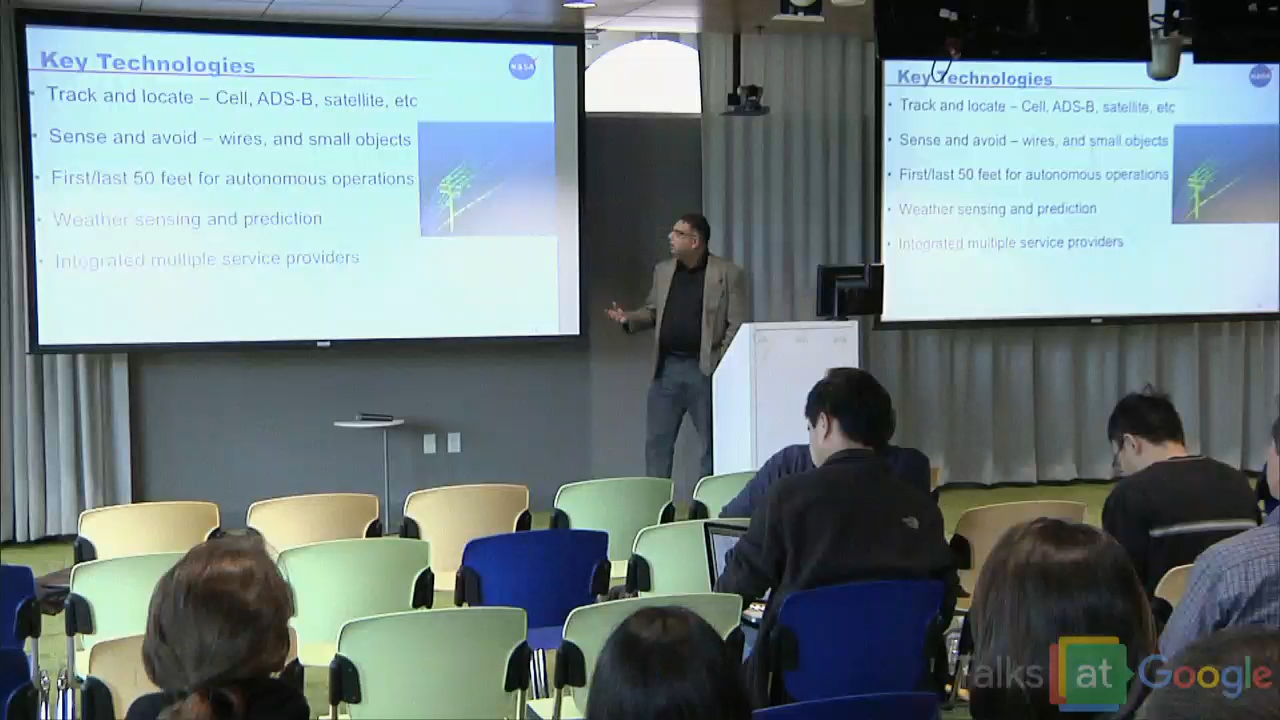 Key Technologies
NASA
Track and locate – Cell, ADS-B, satellite, etc
Sense and avoid – wires, and small objects
First/last 50 feet for autonomous operations
Weather sensing and prediction
Integrated multiple service providers
Key Technologies
NASA
Track and locate – Cell, ADS-B, satellite, etc
Sense and avoid – wires, and small objects
First/last 50 feet for autonomous operations
Weather sensing and prediction
Integrated multiple service providers
Talks at Google